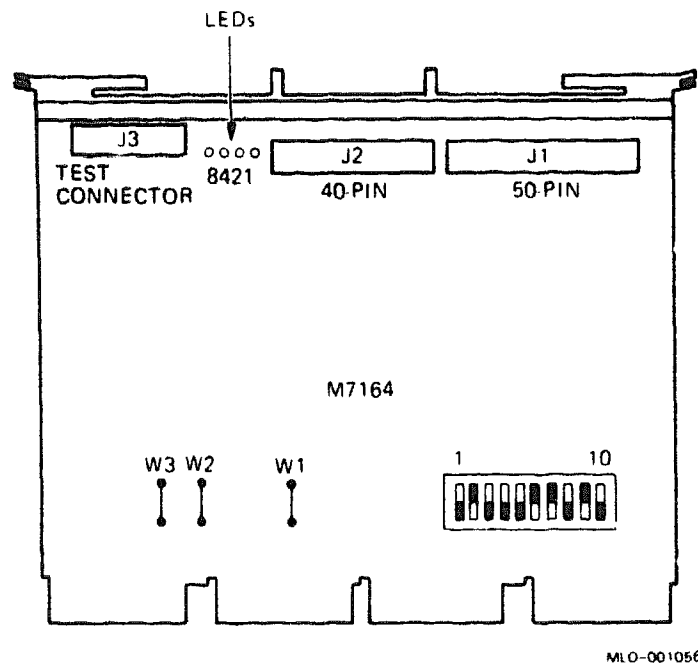 LEDs
J3
J2
J1
TEST
CONNECTOR
8421
40-PIN
50-PIN
M7164
W3 W2 W1
1 10
MLO-001056